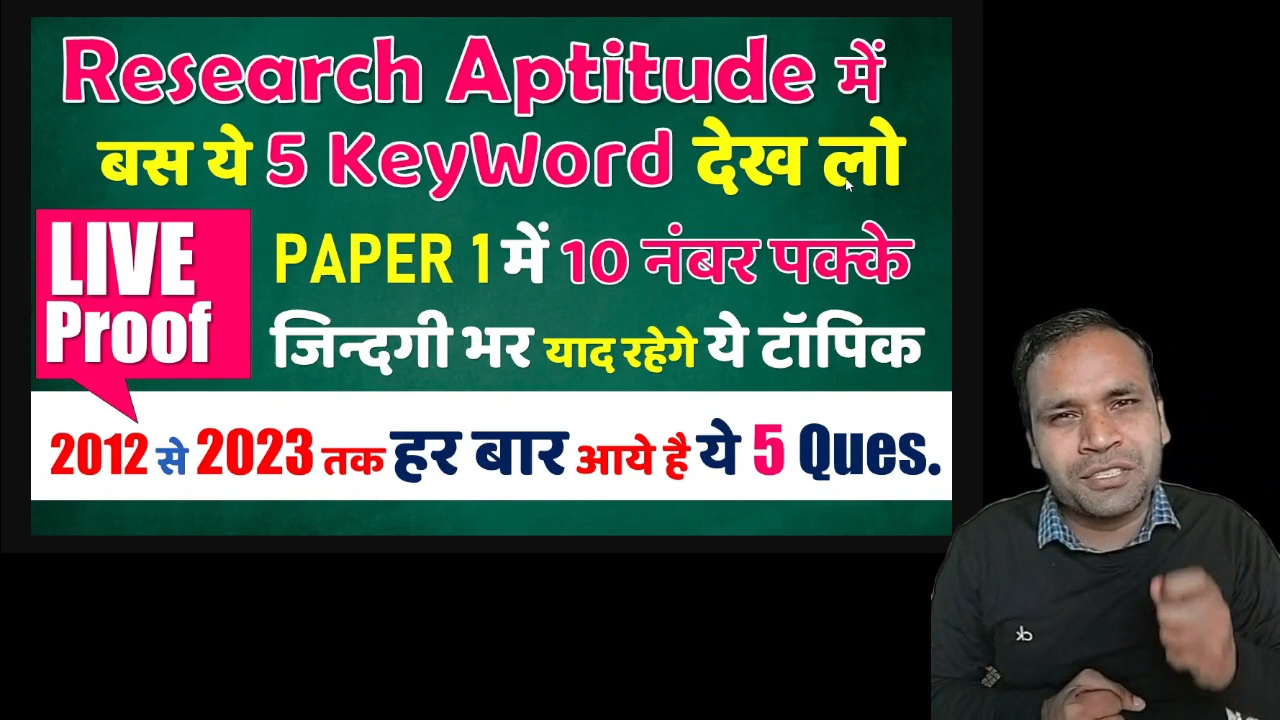 Research Aptitude में
बस ये 5 KeyWord देख लो
LIVE
Proof
PAPER 1 में 10 नंबर पक्के
जिन्दगी भर याद रहेगे ये टॉपिक
2012 से 2023 तक हर बार आये है ये 5 Ques.